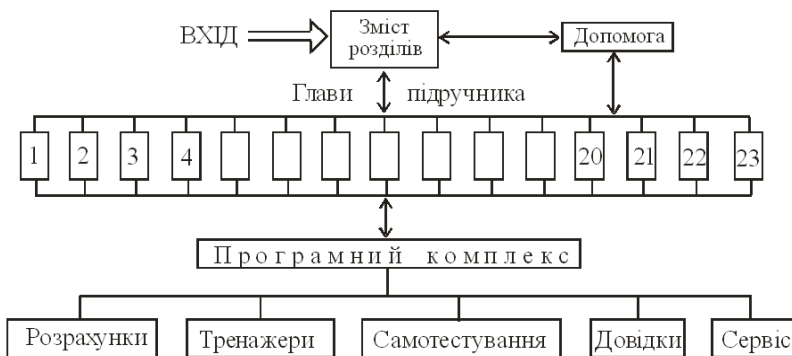 ВХІД
Зміст
розділів
Допомога
Глави підручника
1 2 3 4 20 21 22 23
Програмний комплекс
Розрахунки Тренажери Самотестування Довідки Сервіс